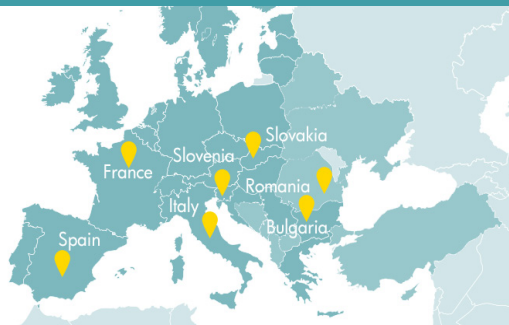 Slovakia
Slovenia
France
Romania
Italy
Bulgaria
Spain